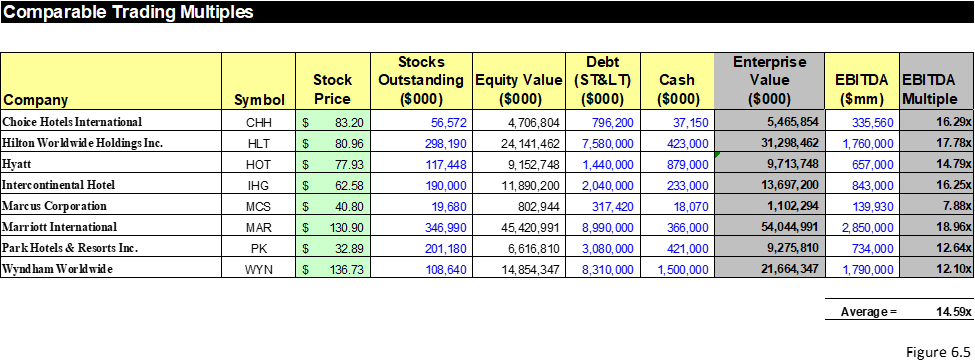 Comparable Trading Multiples
Company Symbol Stock Price Stocks Outstanding ($000) Equity Value ($000) Debt (ST&LT) ($000) Cash ($000) Enterprise Value ($000) EBITDA ($mm) EBITDA Multiple
Choice Hotels International CHH $ 83.20 56,572 4,706,804 796,200 37,150 5,465,854 335,560 16.29x
Hilton Worldwide Holdings Inc. HLT $ 80.96 298,190 24,141,462 7,580,000 423,000 31,298,462 1,760,000 17.78x
Hyatt HOT $ 77.93 117,448 9,152,748 1,440,000 879,000 9,713,748 657,000 14.79x
Intercontinental Hotel IHG $ 62.58 190,000 11,890,200 2,040,000 233,000 13,697,200 843,000 16.25x
Marcus Corporation MCS $ 40.80 19,680 802,944 317,420 18,070 1,102,294 139,930 7.88x
Marriott International MAR $ 130.90 346,990 45,420,991 8,990,000 366,000 54,044,991 2,850,000 18.96x
Park Hotels & Resorts Inc. PK $ 32.89 201,180 6,616,810 3,080,000 421,000 9,275,810 734,000 12.64x
Wyndham Worldwide WYN $ 136.73 108,640 14,854,347 8,310,000 1,500,000 21,664,347 1,790,000 12.10x
Average = 14.59x
Figure 6.5